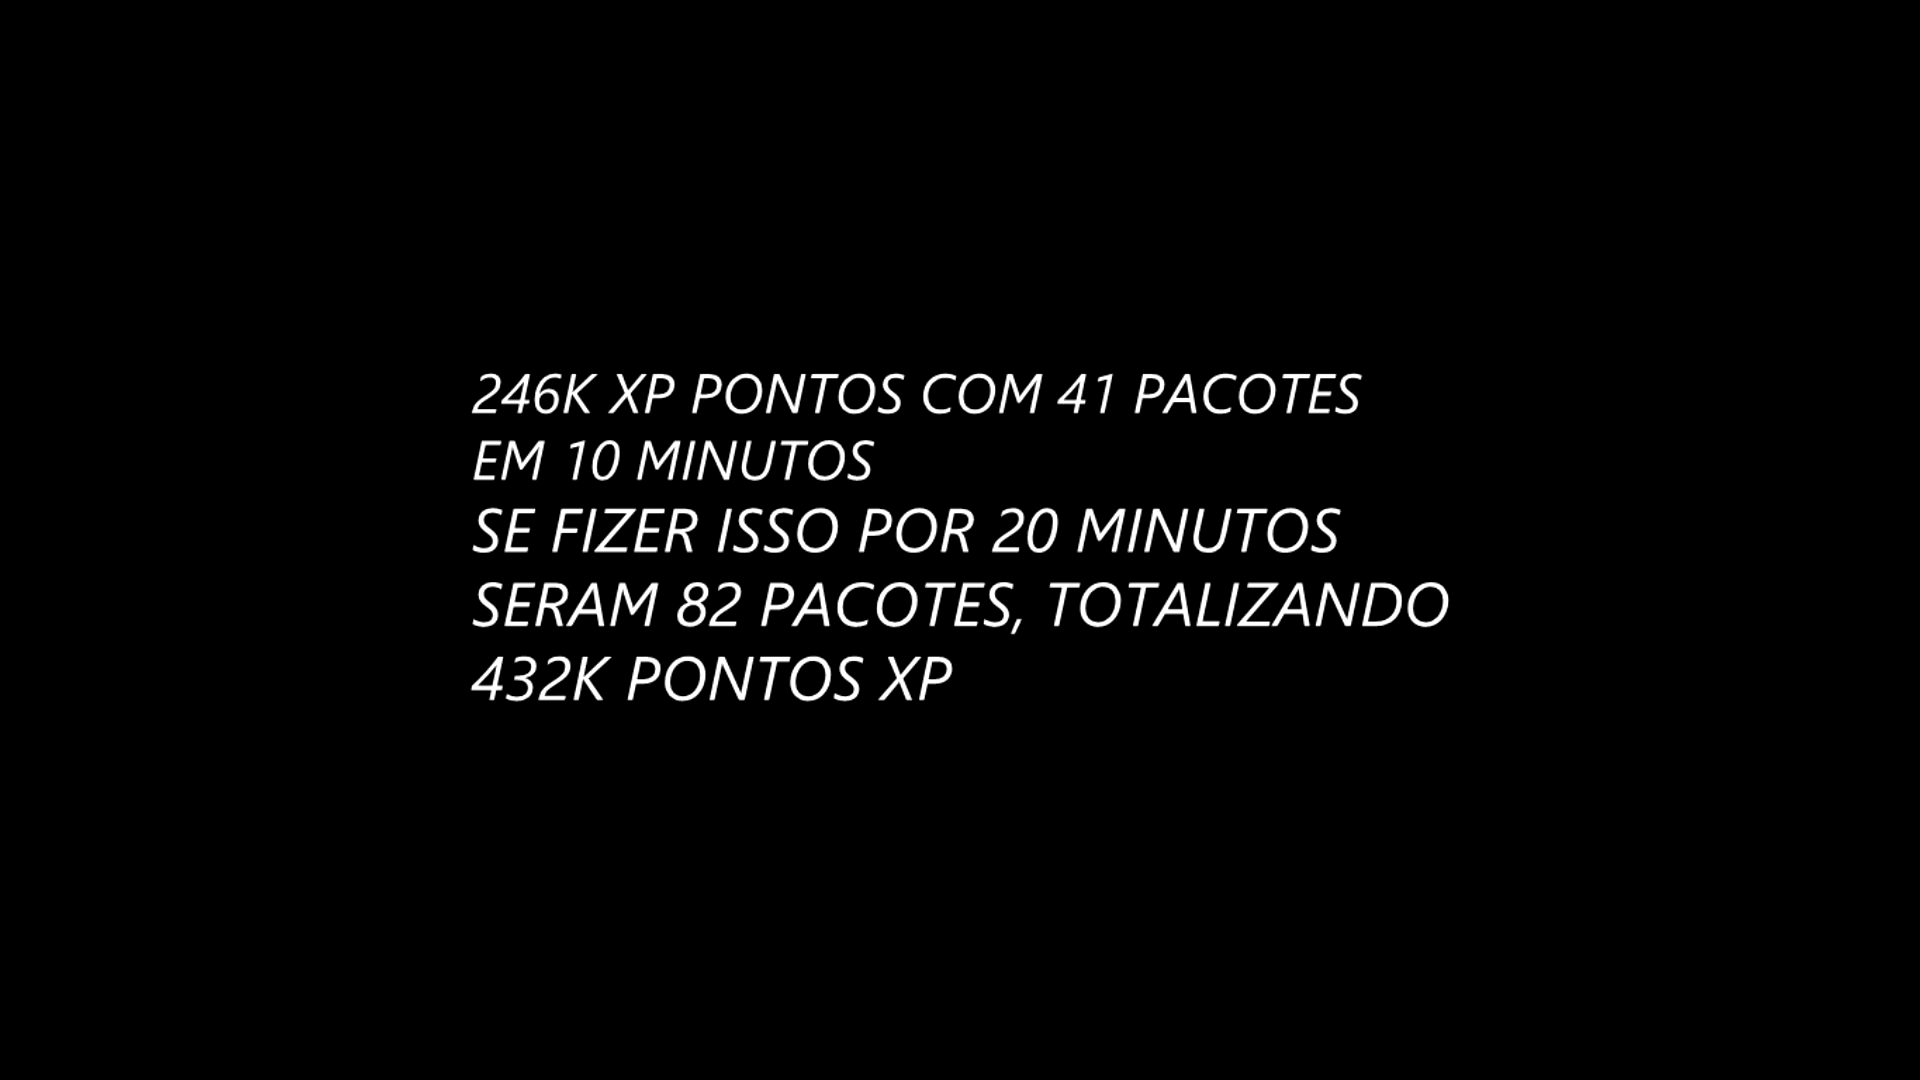 246K XP PONTOS COM 41 PACOTES
EM 10 MINUTOS
SE FIZER ISSO POR 20 MINUTOS
SERAM 82 PACOTES, TOTALIZANDO
432K PONTOS XP